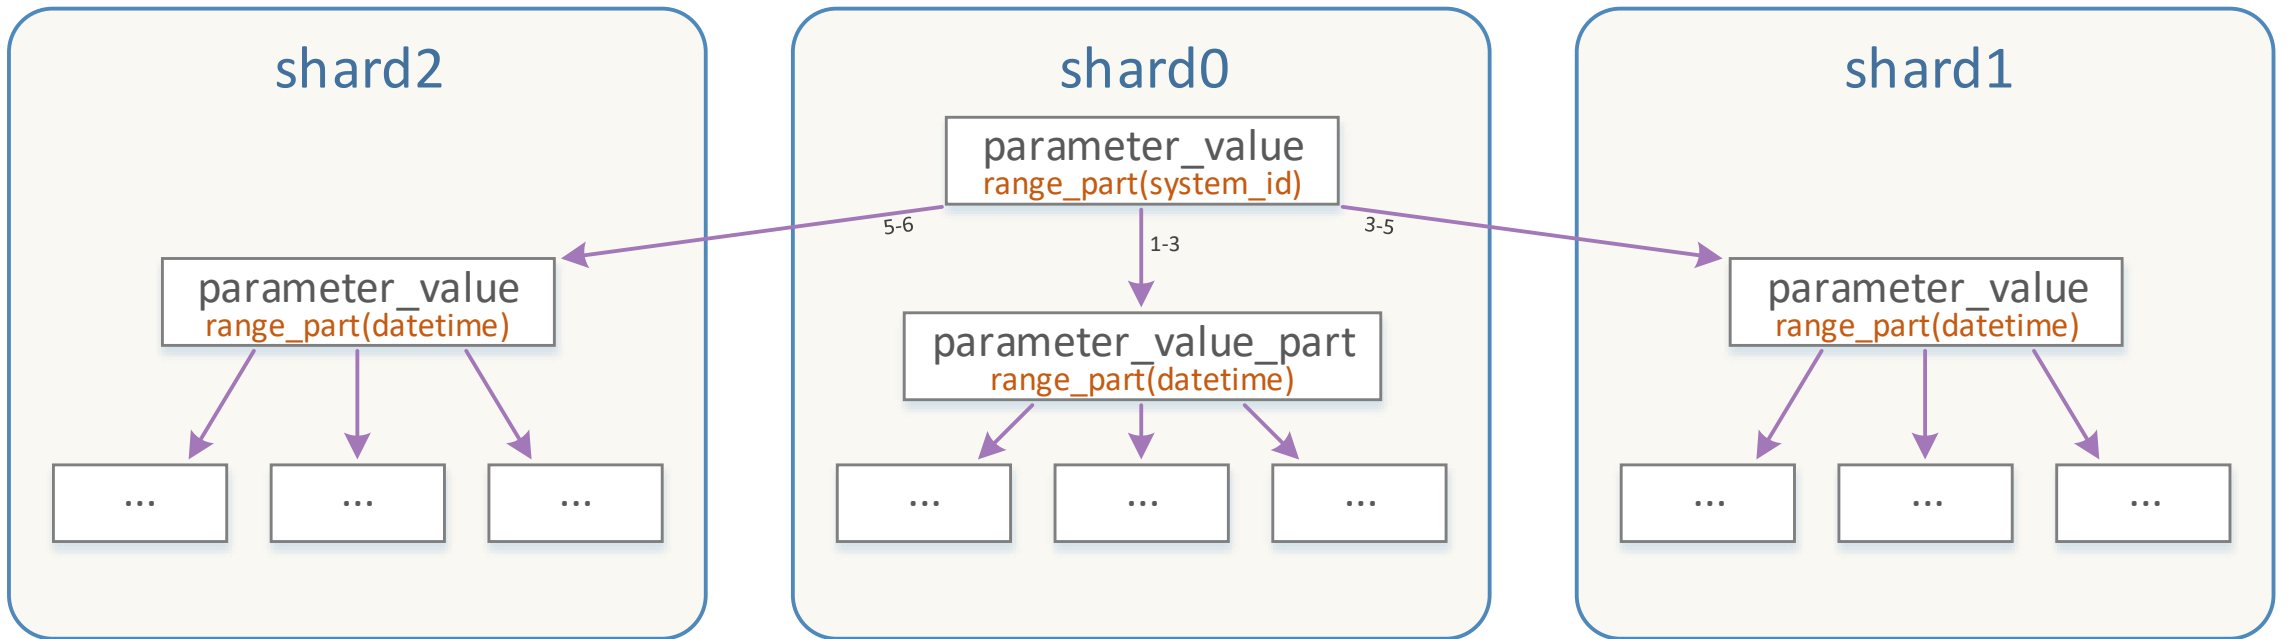 shard2
shard0
shard1
parameter_value
range_part(system_id)
5-6
1-3
3-5
parameter_value
range_part(datetime)
parameter_value_part
range_part(datetime)
parameter_value
range_part(datetime)
...
...
...
...
...
...
...
...
...